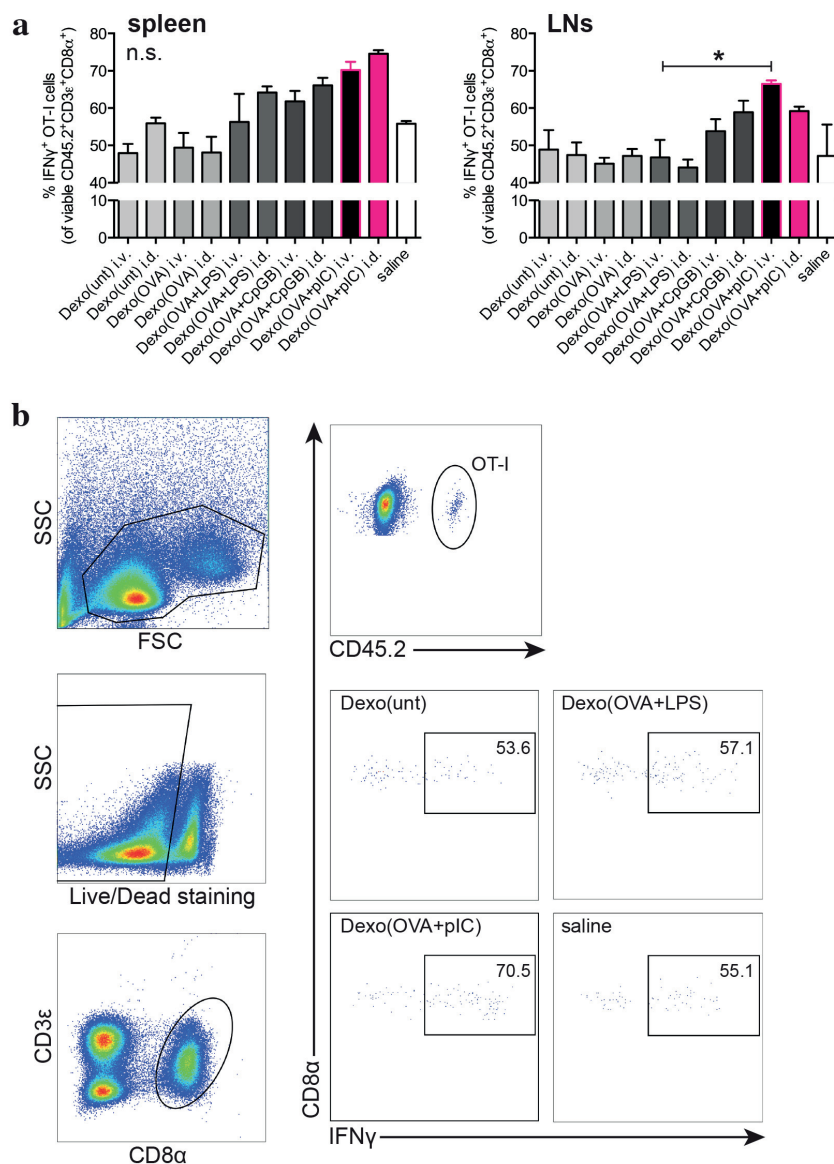 a
spleen
n.s.
% IFNγ⁺ OT-I cells
(of viable CD45.2⁺CD3ε⁺CD8α⁺)
80
70
60
50
40
10
0
Dexo(unt) i.v.
Dexo(unt) i.d.
Dexo(OVA) i.v.
Dexo(OVA) i.d.
Dexo(OVA+LPS) i.v.
Dexo(OVA+LPS) i.d.
Dexo(OVA+CpGB) i.v.
Dexo(OVA+CpGB) i.d.
Dexo(OVA+pIC) i.v.
Dexo(OVA+pIC) i.d.
saline
LNs
*
% IFNγ⁺ OT-I cells
(of viable CD45.2⁺CD3ε⁺CD8α⁺)
80
70
60
50
40
10
0
Dexo(unt) i.v.
Dexo(unt) i.d.
Dexo(OVA) i.v.
Dexo(OVA) i.d.
Dexo(OVA+LPS) i.v.
Dexo(OVA+LPS) i.d.
Dexo(OVA+CpGB) i.v.
Dexo(OVA+CpGB) i.d.
Dexo(OVA+pIC) i.v.
Dexo(OVA+pIC) i.d.
saline
b
SSC
FSC
SSC
Live/Dead staining
CD3ε
CD8α
OT-I
CD45.2
Dexo(unt)
53.6
Dexo(OVA+LPS)
57.1
Dexo(OVA+pIC)
70.5
saline
55.1
CD8α
IFNγ